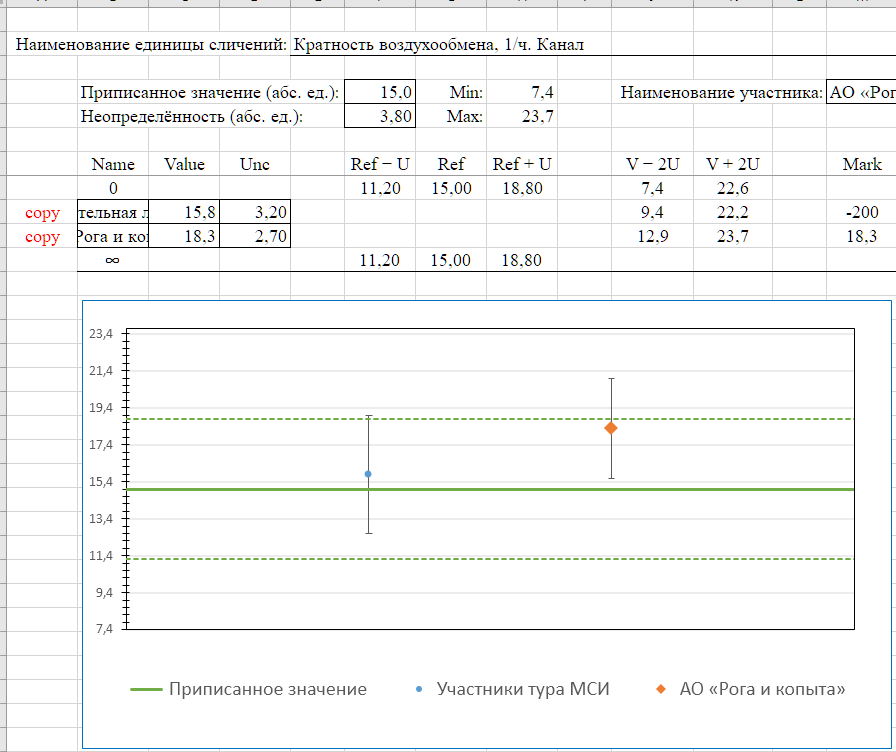 Наименование единицы сличений: Кратность воздухообмена, 1/ч. Канал
Приписанное значение (абс. ед.): 15,0 Min: 7,4 Наименование участника: АО «Рог
Неопределённость (абс. ед.): 3,80 Max: 23,7
Name Value Unc Ref − U Ref Ref + U V − 2U V + 2U Mark
0 11,20 15,00 18,80 7,4 22,6
copy тельная л 15,8 3,20 9,4 22,2 -200
copy Рога и коп 18,3 2,70 12,9 23,7 18,3
∞ 11,20 15,00 18,80
23,4
21,4
19,4
17,4
15,4
13,4
11,4
9,4
7,4
Приписанное значение Участники тура МСИ АО «Рога и копыта»